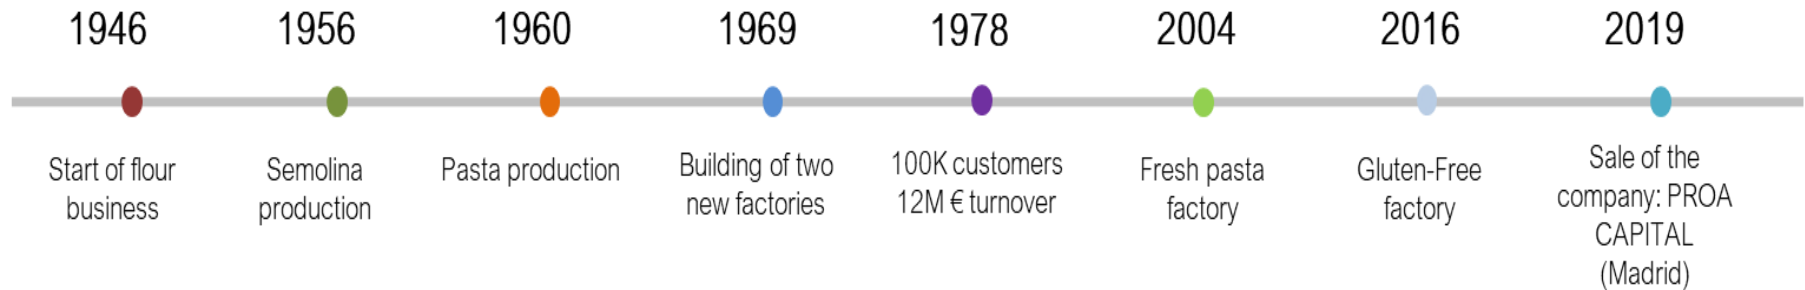 1946 1956 1960 1969 1978 2004 2016 2019
Start of flour
business
Semolina
production
Pasta production
Building of two
new factories
100K customers
12M € turnover
Fresh pasta
factory
Gluten-Free
factory
Sale of the
company: PROA
CAPITAL
(Madrid)